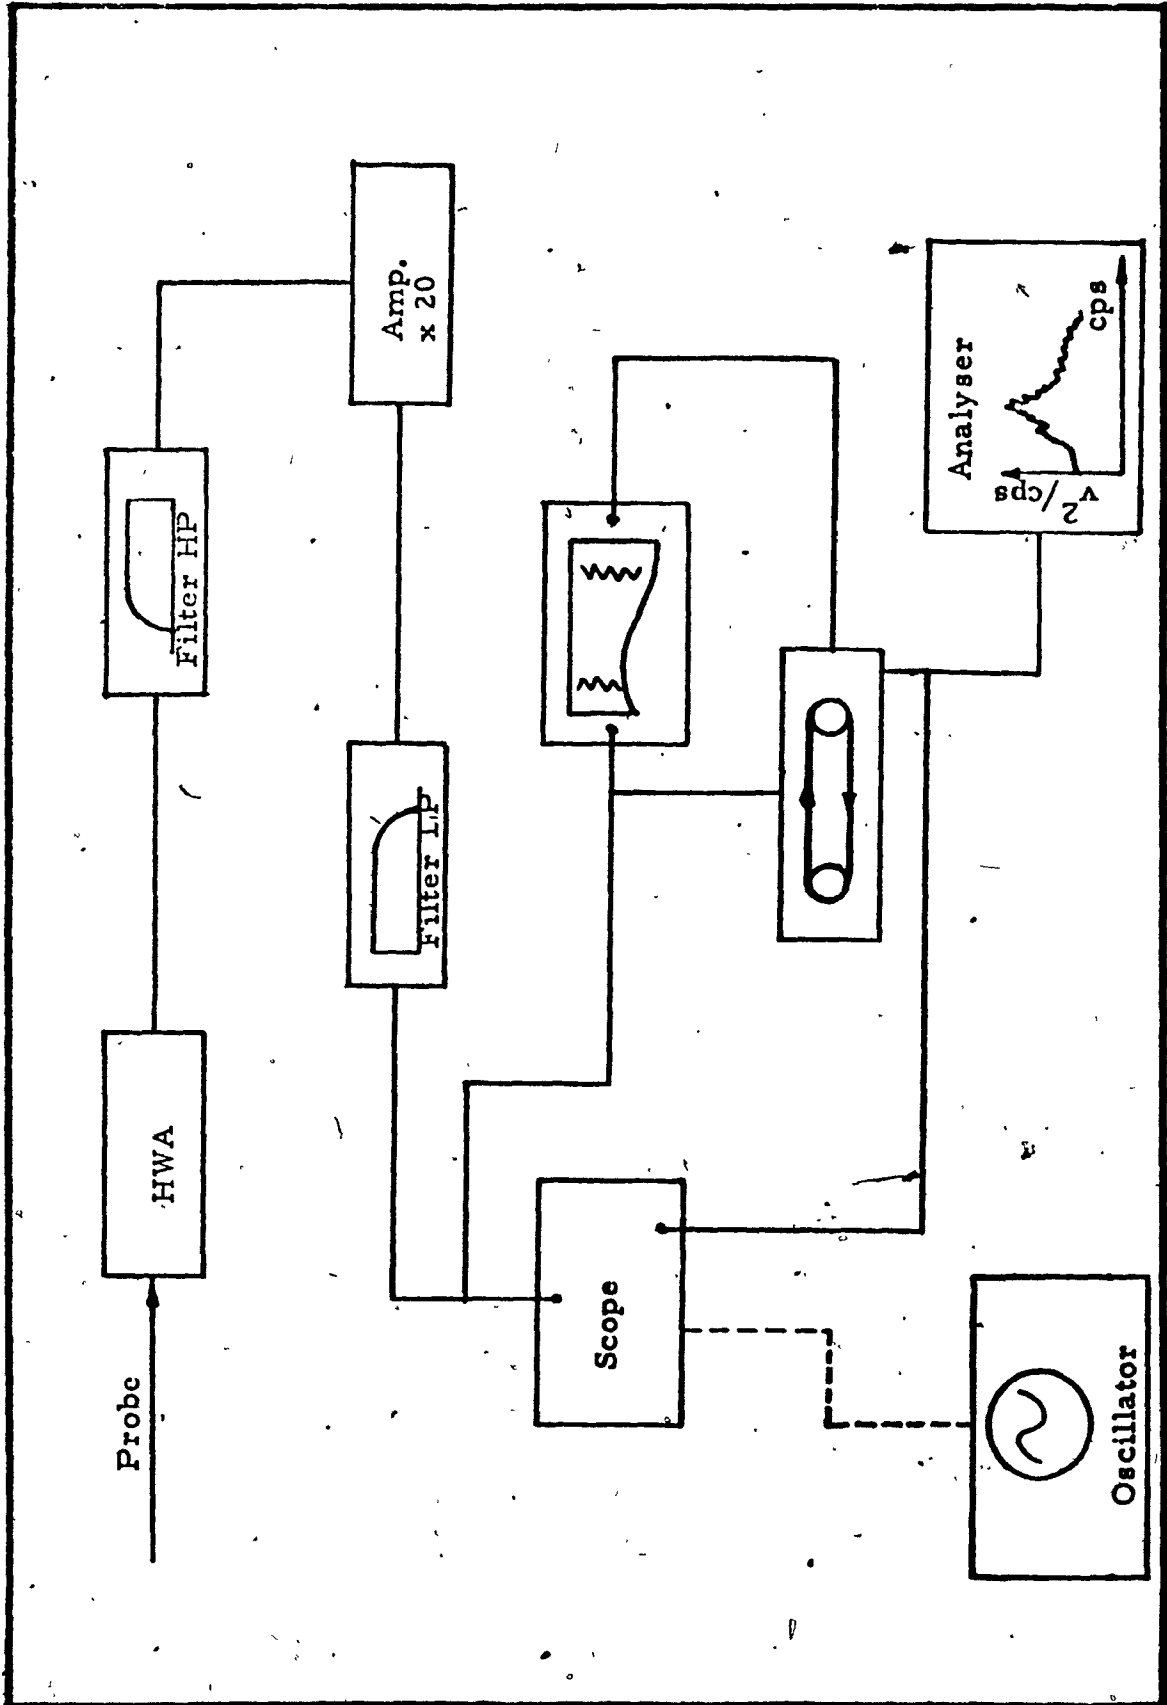 Probe
HWA
Filter HP
Amp.
x 20
Filter LP
Scope
Oscillator
Analyser
v²/cps
cps